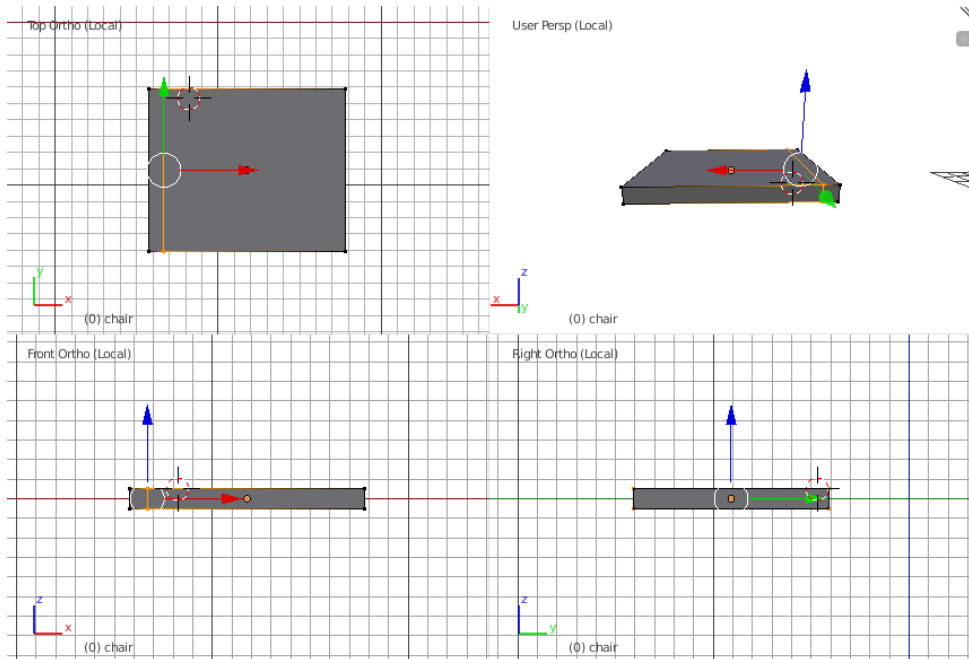 Top Ortho (Local)
User Persp (Local)
y
x
(0) chair
z
x
y
(0) chair
Front Ortho (Local)
Right Ortho (Local)
z
x
(0) chair
z
y
(0) chair